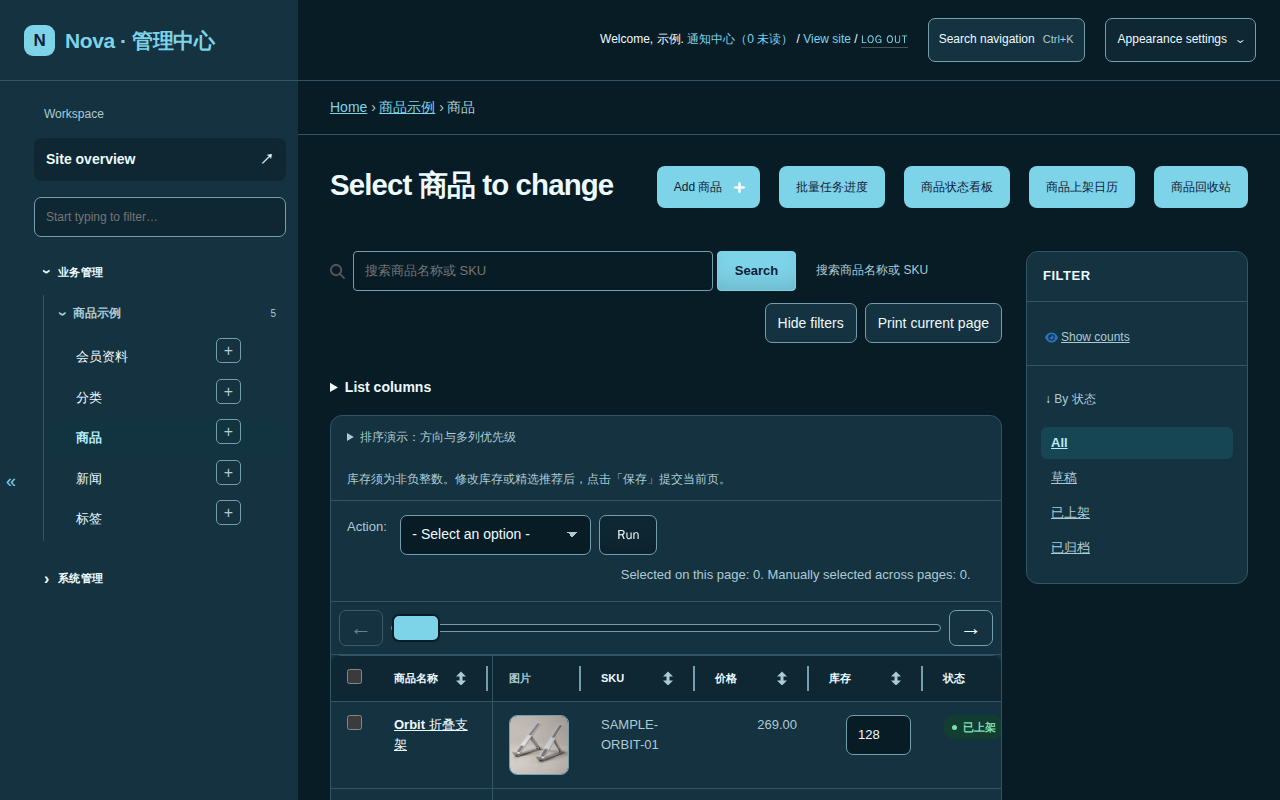 N Nova · 管理中心
Welcome, 示例. 通知中心（0 未读） / View site / LOG OUT
Search navigation Ctrl+K
Appearance settings
Workspace
Site overview
Start typing to filter…
业务管理
商品示例 5
会员资料 +
分类 +
商品 +
新闻 +
标签 +
系统管理
«
Home › 商品示例 › 商品
Select 商品 to change
Add 商品
批量任务进度
商品状态看板
商品上架日历
商品回收站
搜索商品名称或 SKU
Search
搜索商品名称或 SKU
Hide filters
Print current page
List columns
排序演示：方向与多列优先级
库存须为非负整数。修改库存或精选推荐后，点击「保存」提交当前页。
Action: - Select an option - Run
Selected on this page: 0. Manually selected across pages: 0.
← →
商品名称 图片 SKU 价格 库存 状态
Orbit 折叠支
架
SAMPLE-
ORBIT-01
269.00
128
已上架
FILTER
Show counts
↓ By 状态
All
草稿
已上架
已归档